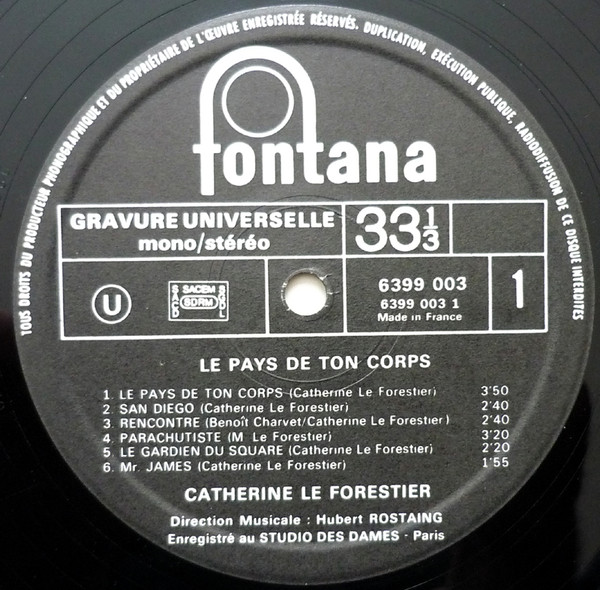 TOUS DROITS DU PRODUCTEUR PHONOGRAPHIQUE ET DU PROPRIÉTAIRE DE L'ŒUVRE ENREGISTRÉE RÉSERVÉS. DUPLICATION, EXÉCUTION PUBLIQUE, RADIODIFFUSION DE CE DISQUE INTERDITES
fontana
GRAVURE UNIVERSELLE
mono/stéréo
33 1/3
U
SACEM
SACD SDRM SGDL
6399 003
6399 003 1
Made in France
1
LE PAYS DE TON CORPS
1 LE PAYS DE TON CORPS (Catherine Le Forestier) 3'50
2. SAN DIEGO (Catherine Le Forestier) 2'40
3. RENCONTRE (Benoît Charvet/Catherine Le Forestier) 2'40
4. PARACHUTISTE (M Le Forestier) 3'20
5 LE GARDIEN DU SQUARE (Catherine Le Forestier) 2'20
6. Mr. JAMES (Catherine Le Forestier) 1'55
CATHERINE LE FORESTIER
Direction Musicale : Hubert ROSTAING
Enregistré au STUDIO DES DAMES - Paris